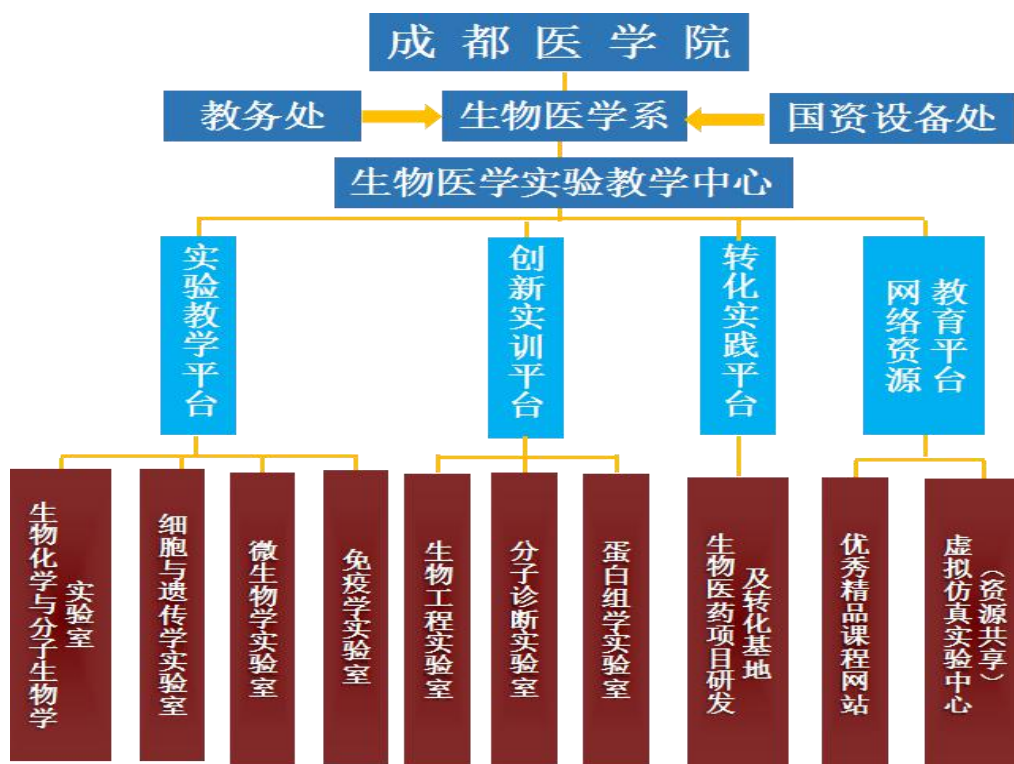 成都医学院
教务处
生物医学系
国资设备处
生物医学实验教学中心
实验教学平台
创新实训平台
转化实践平台
网络资源
教育平台
生物化学与分子生物学
实验室
细胞与遗传学实验室
微生物学实验室
免疫学实验室
生物工程实验室
分子诊断实验室
蛋白组学实验室
生物医药项目研发
及转化基地
优秀精品课程网站
虚拟仿真实验中心
（资源共享）